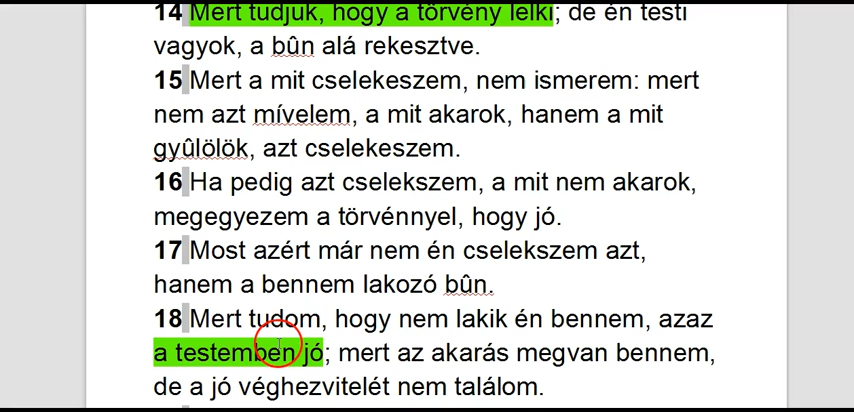 14 Mert tudjuk, hogy a törvény lelki; de én testi
vagyok, a bûn alá rekesztve.
15 Mert a mit cselekeszem, nem ismerem: mert
nem azt mívelem, a mit akarok, hanem a mit
gyûlölök, azt cselekeszem.
16 Ha pedig azt cselekszem, a mit nem akarok,
megegyezem a törvénnyel, hogy jó.
17 Most azért már nem én cselekszem azt,
hanem a bennem lakozó bûn.
18 Mert tudom, hogy nem lakik én bennem, azaz
a testemben jó; mert az akarás megvan bennem,
de a jó véghezvitelét nem találom.